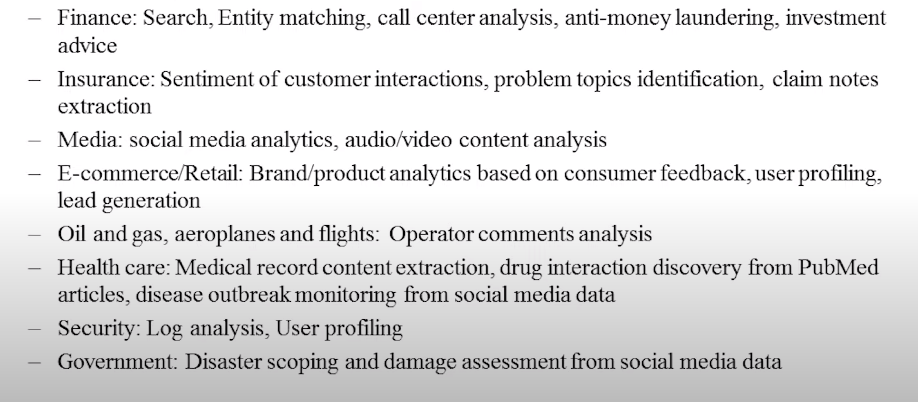 – Finance: Search, Entity matching, call center analysis, anti-money laundering, investment
advice
– Insurance: Sentiment of customer interactions, problem topics identification, claim notes
extraction
– Media: social media analytics, audio/video content analysis
– E-commerce/Retail: Brand/product analytics based on consumer feedback, user profiling,
lead generation
– Oil and gas, aeroplanes and flights: Operator comments analysis
– Health care: Medical record content extraction, drug interaction discovery from PubMed
articles, disease outbreak monitoring from social media data
– Security: Log analysis, User profiling
– Government: Disaster scoping and damage assessment from social media data